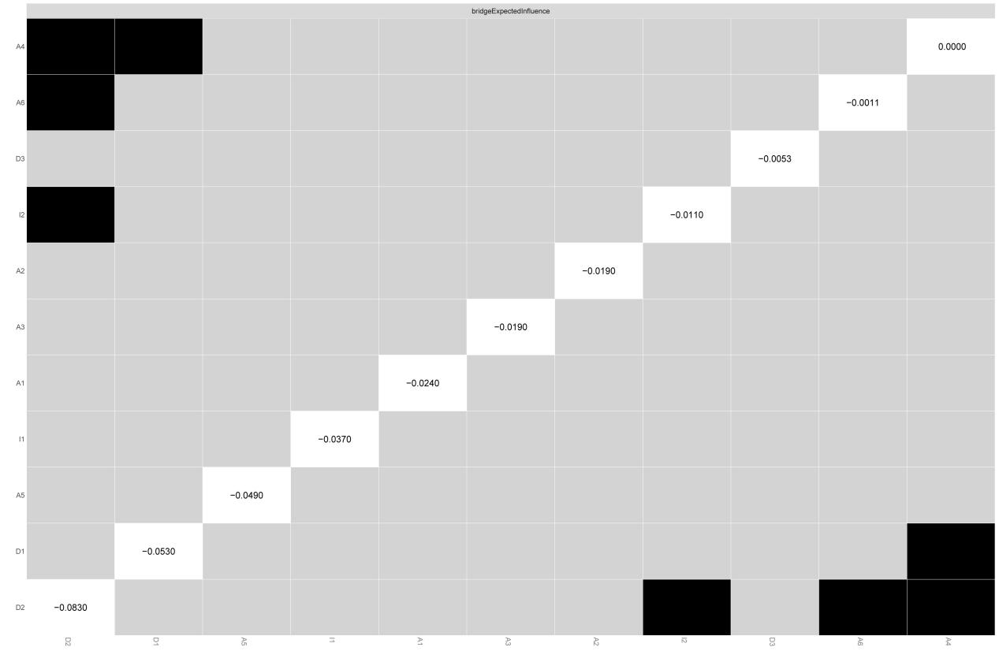 bridgeExpectedInfluence
A4 0.0000
A6 −0.0011
D3 −0.0053
I2 −0.0110
A2 −0.0190
A3 −0.0190
A1 −0.0240
I1 −0.0370
A5 −0.0490
D1 −0.0530
D2 −0.0830
D2 D1 A5 I1 A1 A3 A2 I2 D3 A6 A4